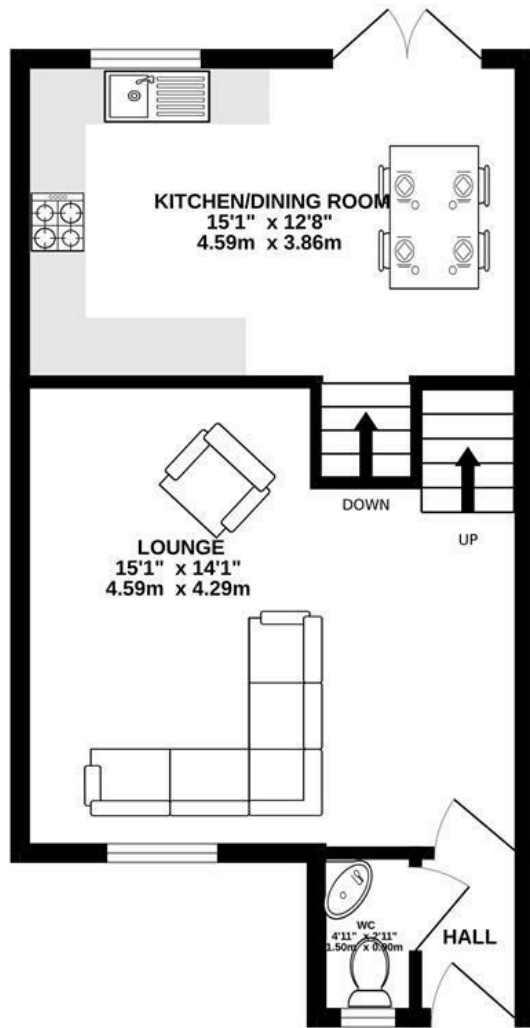 KITCHEN/DINING ROOM
15'1" x 12'8"
4.59m x 3.86m
DOWN
UP
LOUNGE
15'1" x 14'1"
4.59m x 4.29m
WC
4'11" x 2'11"
1.50m x 0.90m
HALL